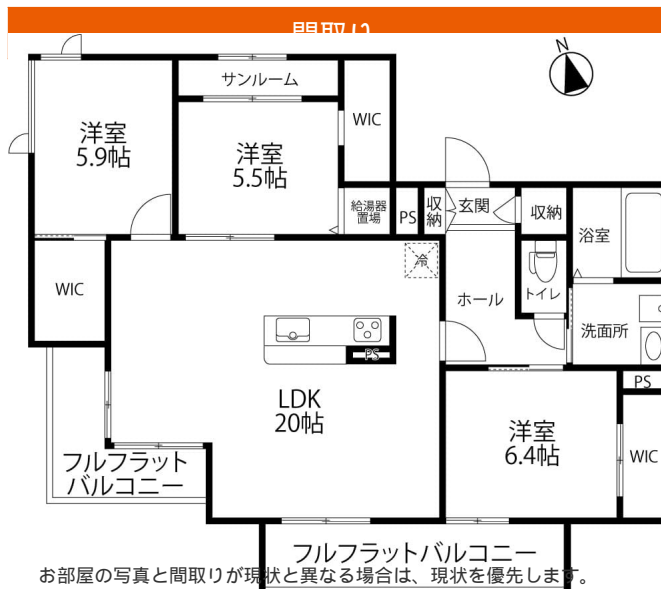 間取り
N
サンルーム
洋室
5.9帖
洋室
5.5帖
WIC
給湯器
置場
PS
収納
玄関
収納
浴室
WIC
冷
ホール
トイレ
洗面所
PS
PS
LDK
20帖
洋室
6.4帖
WIC
フルフラット
バルコニー
フルフラットバルコニー
お部屋の写真と間取りが現状と異なる場合は、現状を優先します。